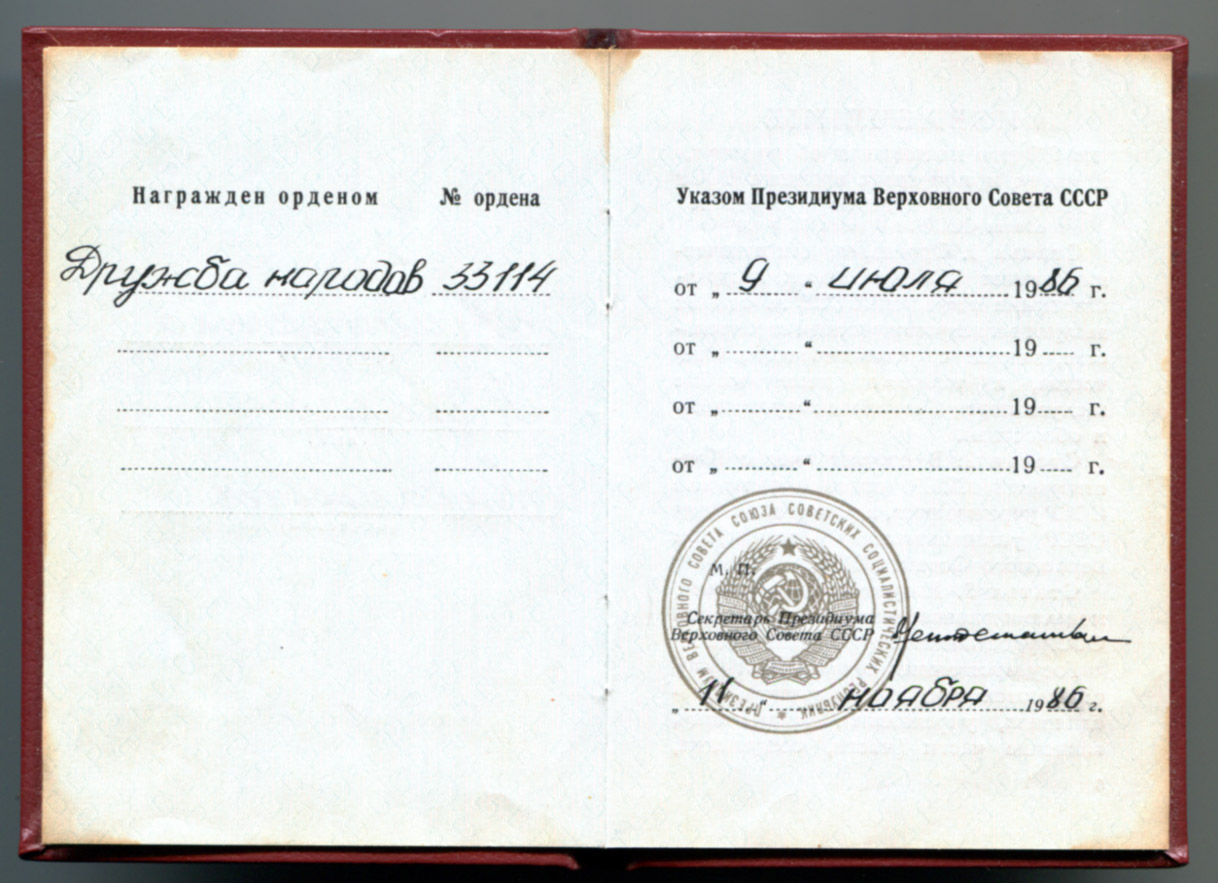 Награжден орденом № ордена
Дружба народов 33114
Указом Президиума Верховного Совета СССР
от „ 9 “ июля 1986 г.
от „ “ 19 г.
от „ “ 19 г.
от „ “ 19 г.
ПРЕЗИДИУМ ВЕРХОВНОГО СОВЕТА СОЮЗА СОВЕТСКИХ СОЦИАЛИСТИЧЕСКИХ РЕСПУБЛИК
М. П.
Секретарь Президиума
Верховного Совета СССР
„ 11 “ ноября 1986 г.